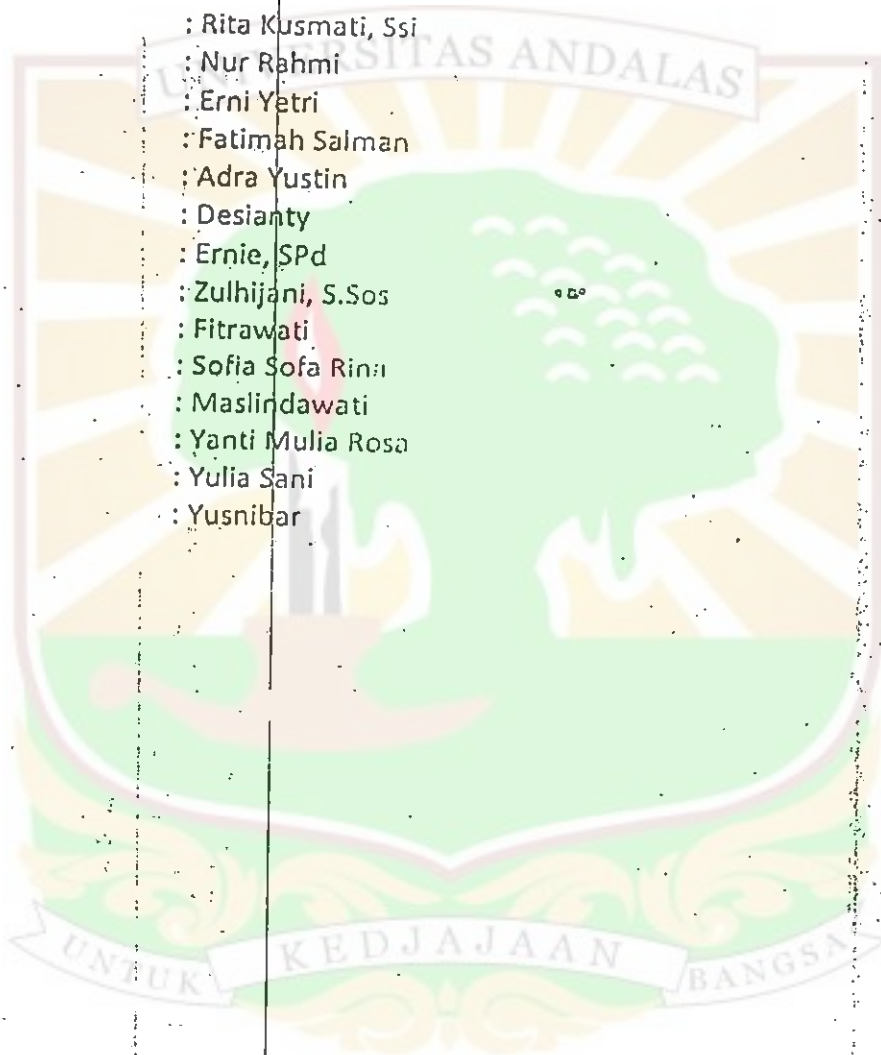 : Rita Kusmati, Ssi
UNIVERSITAS ANDALAS
: Nur Rahmi
: Erni Yetri
: Fatimah Salman
: Adra Yustin
: Desianty
: Ernie, SPd
: Zulhijani, S.Sos
: Fitrawati
: Sofia Sofa Rina
: Maslindawati
: Yanti Mulia Rosa
: Yulia Sani
: Yusnibar
UNTUK KEDJAJAAN BANGSA